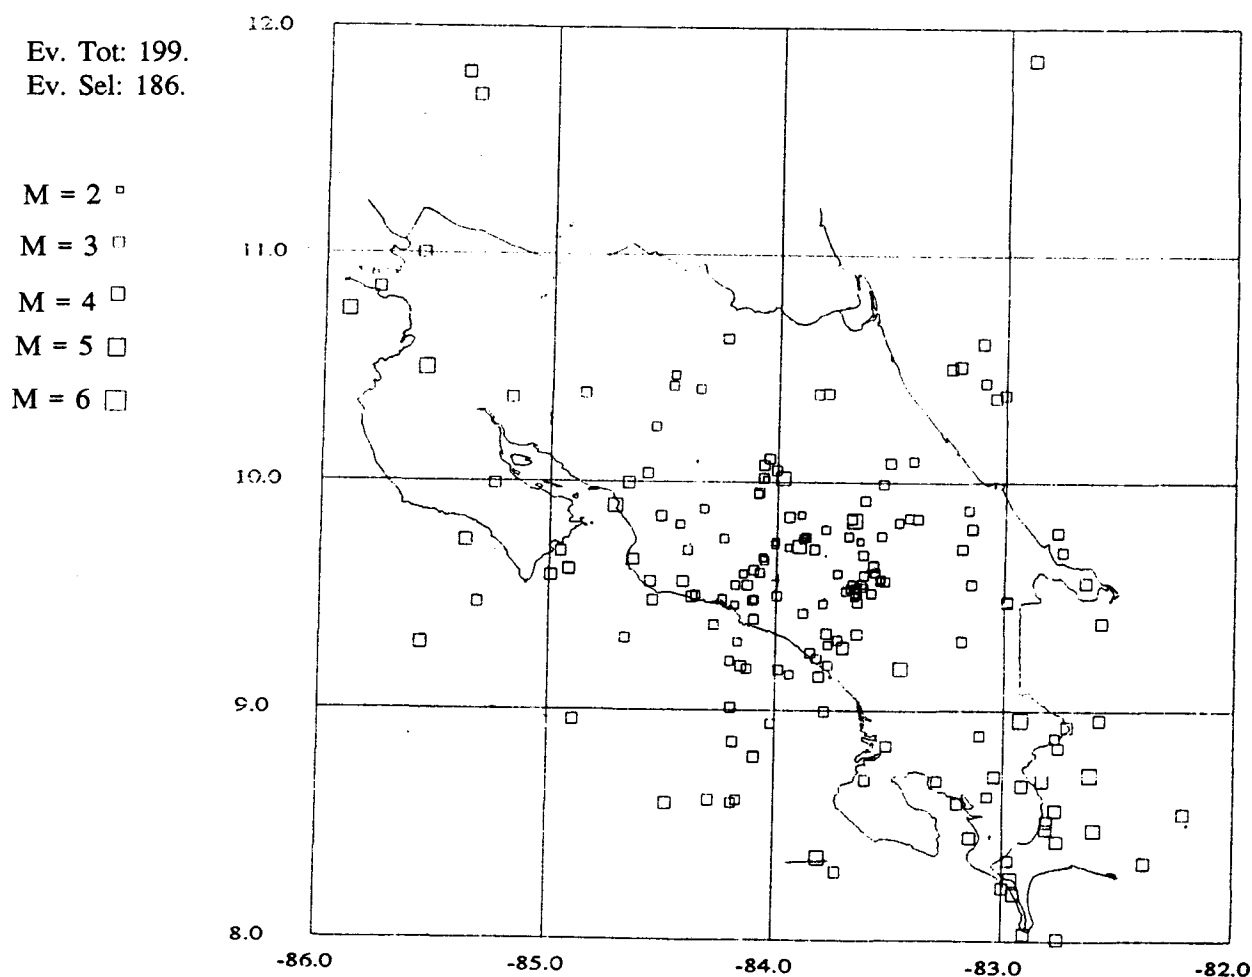 12.0
Ev. Tot: 199.
Ev. Sel: 186.
M = 2
M = 3
M = 4
M = 5
M = 6
11.0
10.0
9.0
8.0
-86.0 -85.0 -84.0 -83.0 -82.0